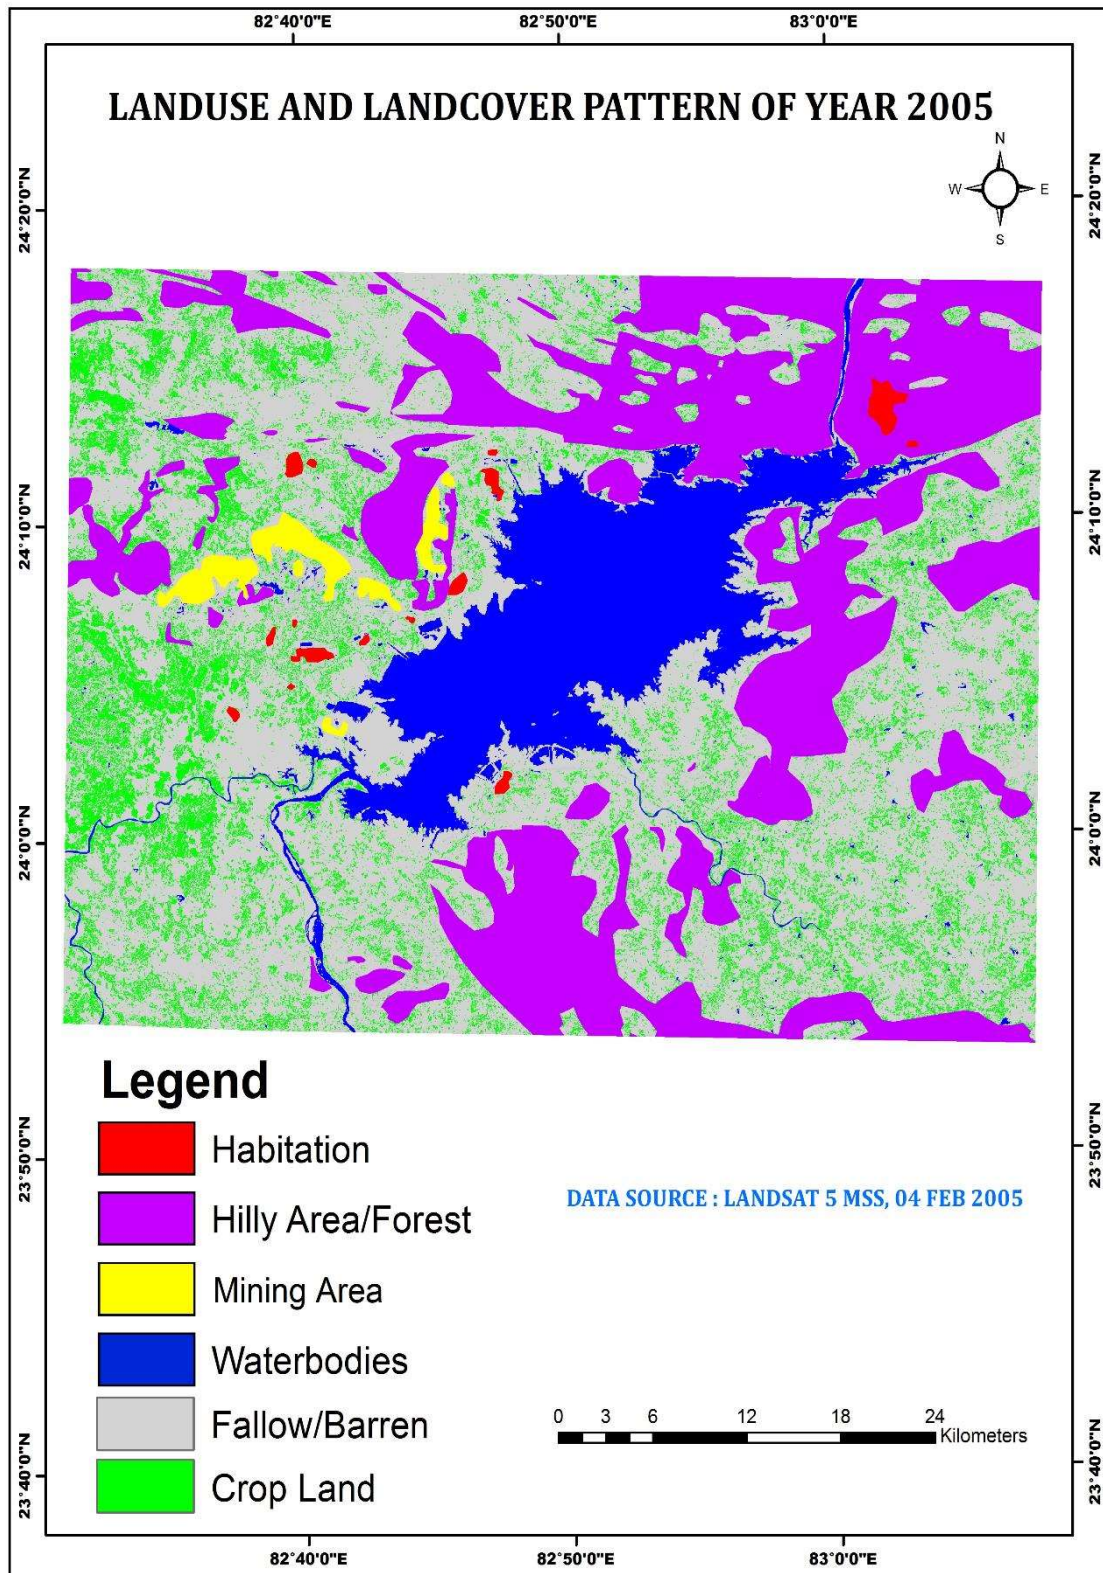 82°40'0"E 82°50'0"E 83°0'0"E
LANDUSE AND LANDCOVER PATTERN OF YEAR 2005
N
W E
S
24°20'0"N 24°20'0"N
24°10'0"N 24°10'0"N
24°0'0"N 24°0'0"N
Legend
Habitation
23°50'0"N 23°50'0"N
Hilly Area/Forest
DATA SOURCE : LANDSAT 5 MSS, 04 FEB 2005
Mining Area
Waterbodies
Fallow/Barren
0 3 6 12 18 24
Kilometers
23°40'0"N 23°40'0"N
Crop Land
82°40'0"E 82°50'0"E 83°0'0"E